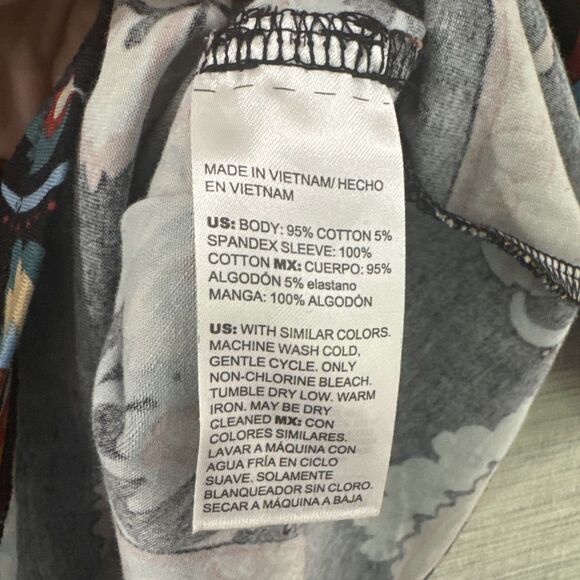 MADE IN VIETNAM/ HECHO
EN VIETNAM
US: BODY: 95% COTTON 5%
SPANDEX SLEEVE: 100%
COTTON MX: CUERPO: 95%
ALGODÓN 5% elastano
MANGA: 100% ALGODÓN
US: WITH SIMILAR COLORS.
MACHINE WASH COLD,
GENTLE CYCLE. ONLY
NON-CHLORINE BLEACH.
TUMBLE DRY LOW. WARM
IRON. MAY BE DRY
CLEANED MX: CON
COLORES SIMILARES.
LAVAR A MÁQUINA CON
AGUA FRÍA EN CICLO
SUAVE. SOLAMENTE
BLANQUEADOR SIN CLORO.
SECAR A MÁQUINA A BAJA